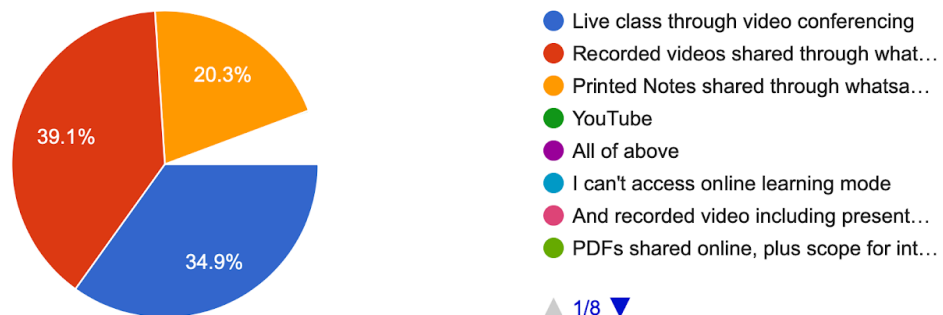 20.3%
39.1%
34.9%
Live class through video conferencing
Recorded videos shared through what...
Printed Notes shared through whatsa...
YouTube
All of above
I can't access online learning mode
And recorded video including present...
PDFs shared online, plus scope for int...
1/8